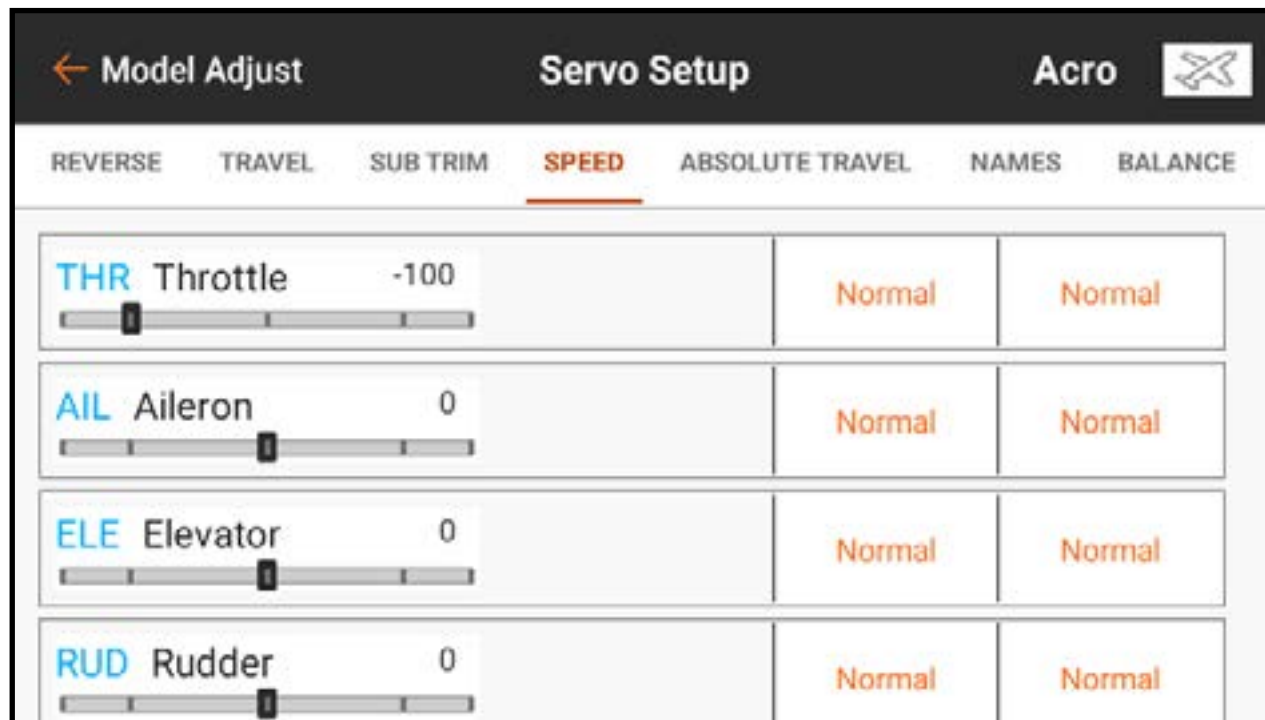 ← Model Adjust Servo Setup Acro
REVERSE TRAVEL SUB TRIM SPEED ABSOLUTE TRAVEL NAMES BALANCE
THR Throttle -100 Normal Normal
AIL Aileron 0 Normal Normal
ELE Elevator 0 Normal Normal
RUD Rudder 0 Normal Normal